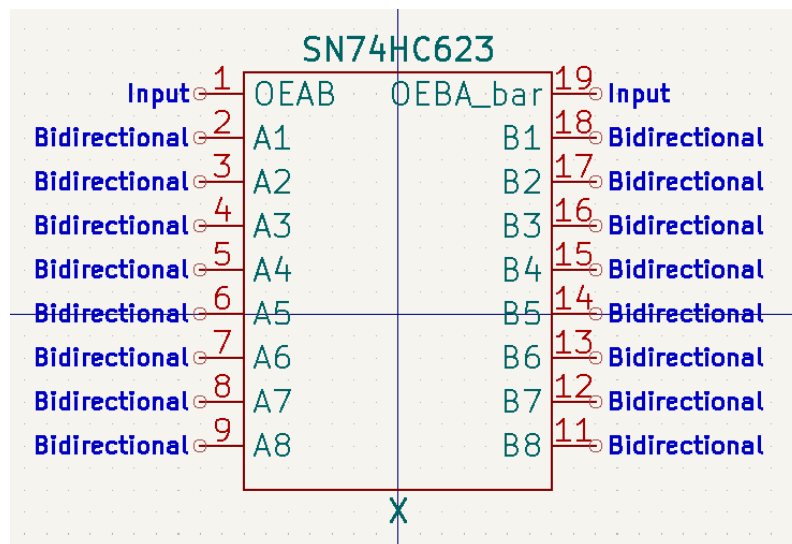 SN74HC623
Input 1 OEAB OEBA_bar 19 Input
Bidirectional 2 A1 B1 18 Bidirectional
Bidirectional 3 A2 B2 17 Bidirectional
Bidirectional 4 A3 B3 16 Bidirectional
Bidirectional 5 A4 B4 15 Bidirectional
Bidirectional 6 A5 B5 14 Bidirectional
Bidirectional 7 A6 B6 13 Bidirectional
Bidirectional 8 A7 B7 12 Bidirectional
Bidirectional 9 A8 B8 11 Bidirectional
X